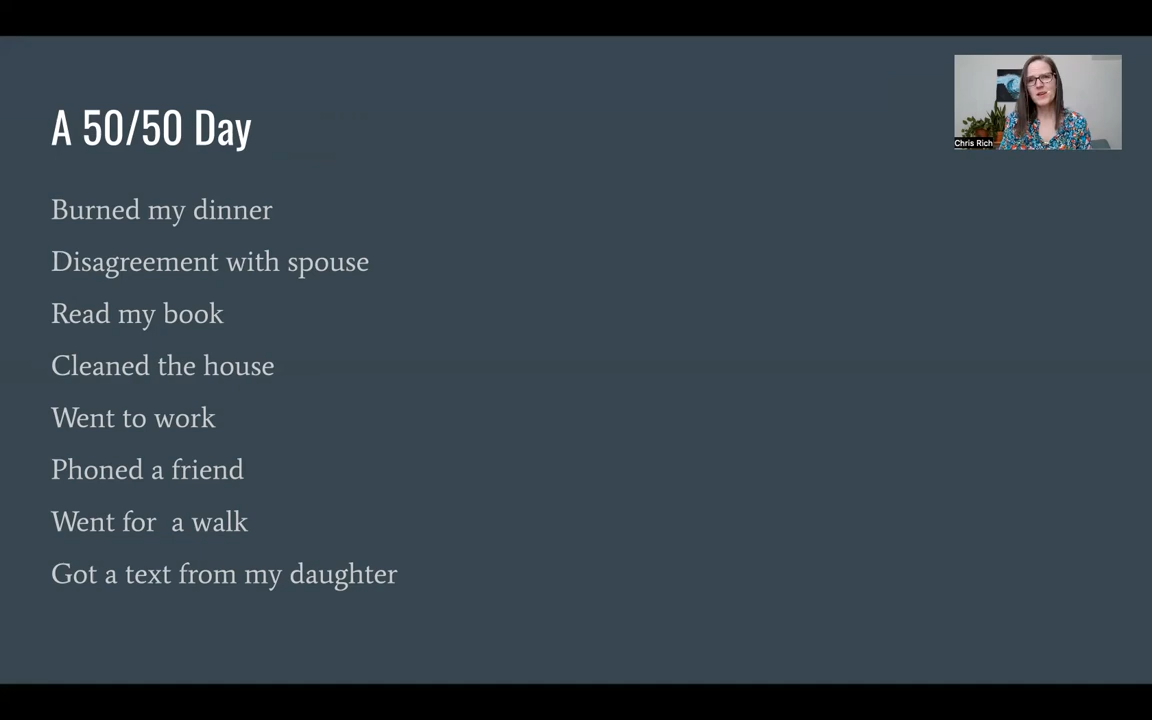 A 50/50 Day
Chris Rich
Burned my dinner
Disagreement with spouse
Read my book
Cleaned the house
Went to work
Phoned a friend
Went for  a walk
Got a text from my daughter